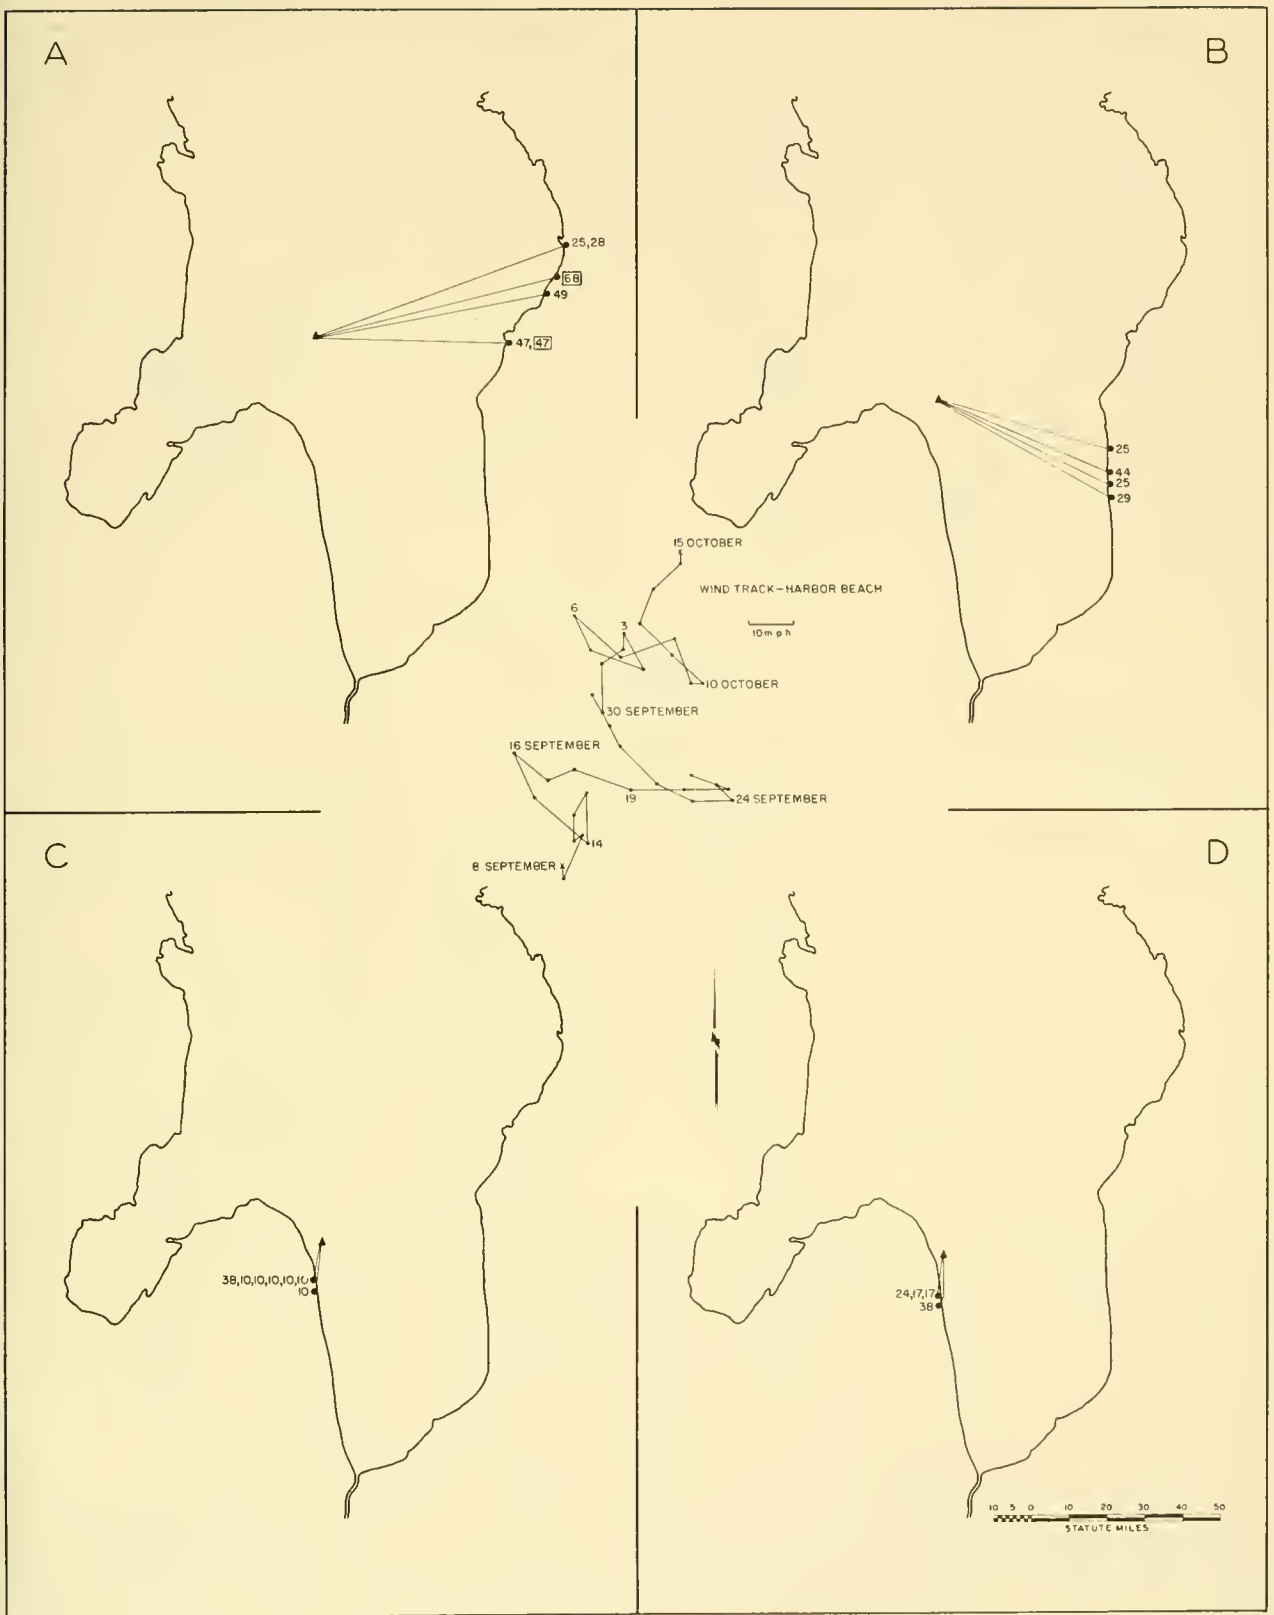 A
B
25,28
68
49
47,47
25
44
25
29
15 OCTOBER
WIND TRACK-HARBOR BEACH
6
3
10 m p h
10 OCTOBER
30 SEPTEMBER
16 SEPTEMBER
19
24 SEPTEMBER
14
8 SEPTEMBER
C
D
N
38,10,10,10,10,10
10
24,17,17
38
10 5 0 10 20 30 40 50
STATUTE MILES